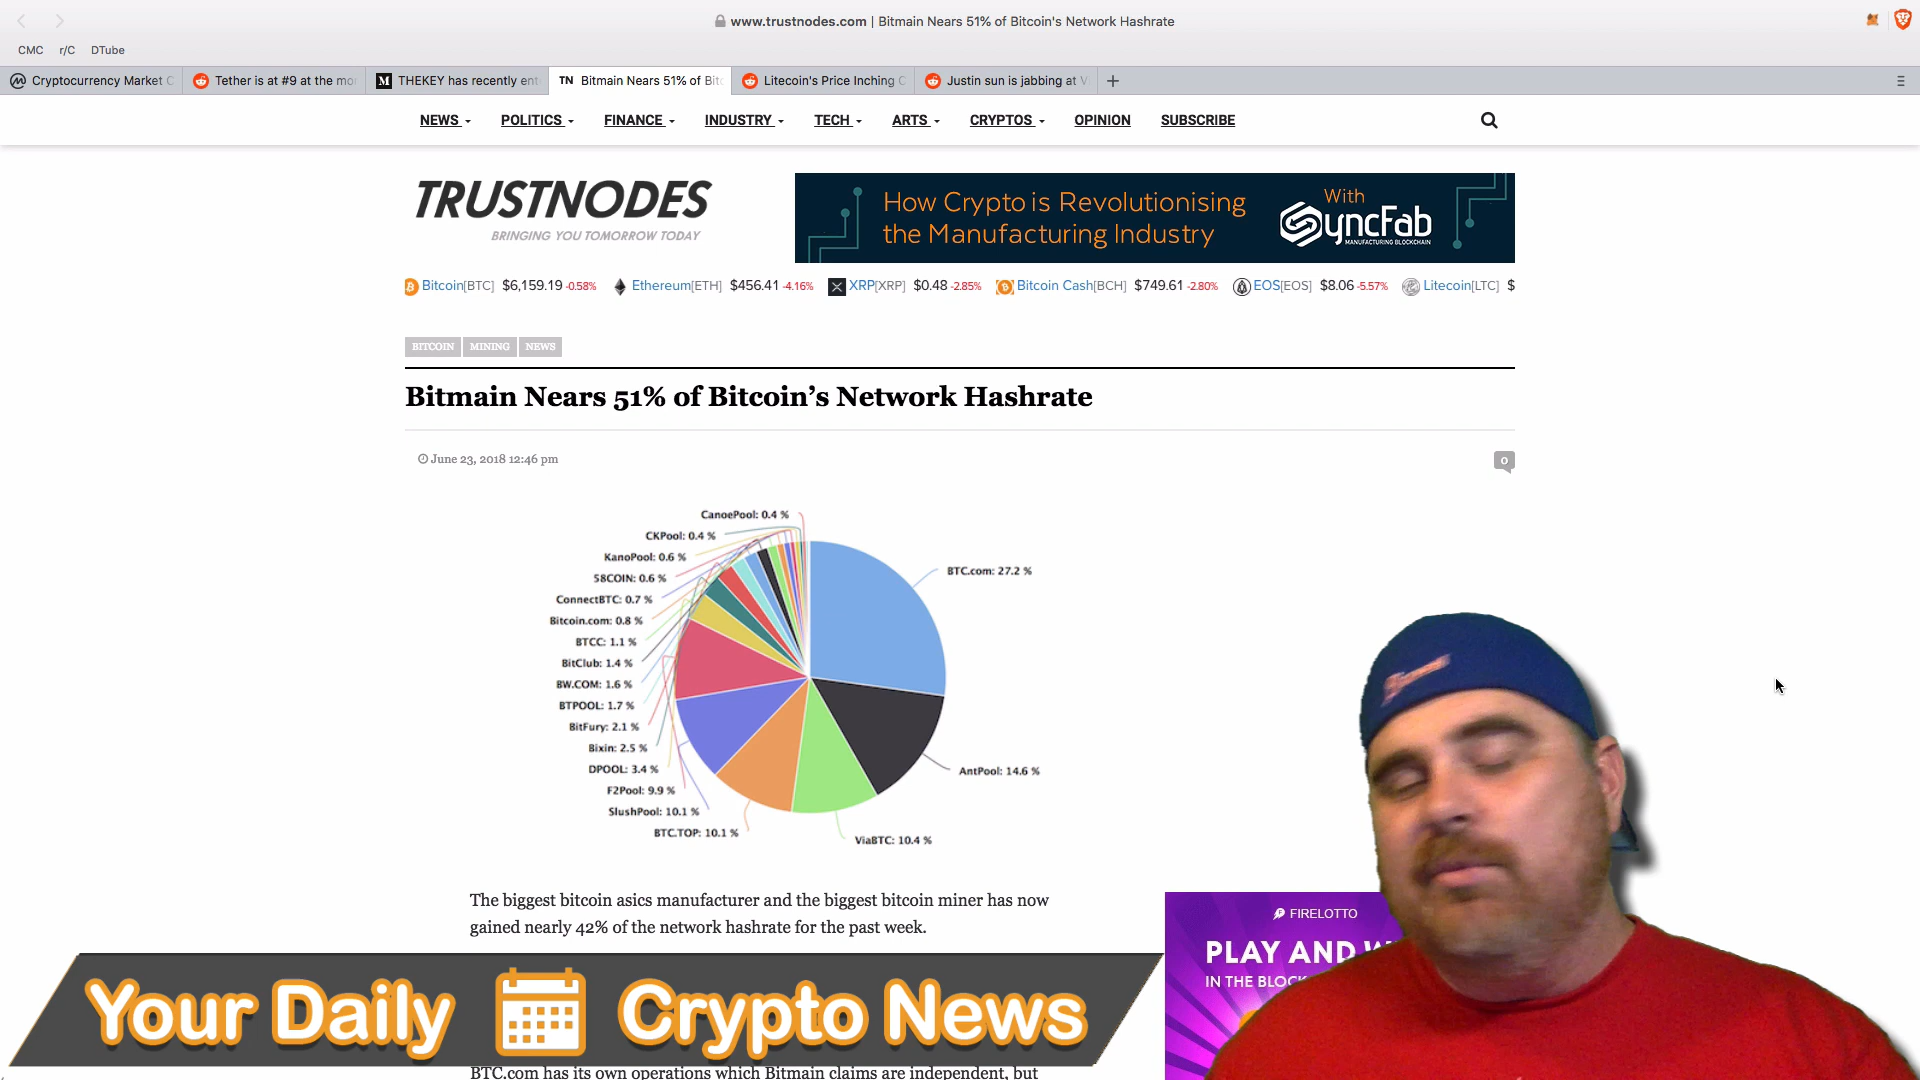 www.trustnodes.com | Bitmain Nears 51% of Bitcoin's Network Hashrate
CMC r/C DTube
Cryptocurrency Market C
Tether is at #9 at the mo
M THEKEY has recently ent
TN Bitmain Nears 51% of Bitc
Litecoin's Price Inching C
Justin sun is jabbing at V
NEWS POLITICS FINANCE INDUSTRY TECH ARTS CRYPTOS OPINION SUBSCRIBE
TRUSTNODES
BRINGING YOU TOMORROW TODAY
How Crypto is Revolutionising
the Manufacturing Industry
With
SyncFab
MANUFACTURING BLOCKCHAIN
Bitcoin[BTC] $6,159.19 -0.58% Ethereum[ETH] $456.41 -4.16% XRP[XRP] $0.48 -2.85% Bitcoin Cash[BCH] $749.61 -2.80% EOS[EOS] $8.06 -5.57% Litecoin[LTC] $
BITCOIN MINING NEWS
Bitmain Nears 51% of Bitcoin’s Network Hashrate
June 23, 2018 12:46 pm
0
CanoePool: 0.4 %
CKPool: 0.4 %
KanoPool: 0.6 %
58COIN: 0.6 %
ConnectBTC: 0.7 %
Bitcoin.com: 0.8 %
BTCC: 1.1 %
BitClub: 1.4 %
BW.COM: 1.6 %
BTPOOL: 1.7 %
BitFury: 2.1 %
Bixin: 2.5 %
DPOOL: 3.4 %
F2Pool: 9.9 %
SlushPool: 10.1 %
BTC.TOP: 10.1 %
ViaBTC: 10.4 %
AntPool: 14.6 %
BTC.com: 27.2 %
The biggest bitcoin asics manufacturer and the biggest bitcoin miner has now
gained nearly 42% of the network hashrate for the past week.
FIRELOTTO
PLAY AND W
IN THE BLOC
Your Daily Crypto News
BTC.com has its own operations which Bitmain claims are independent, but